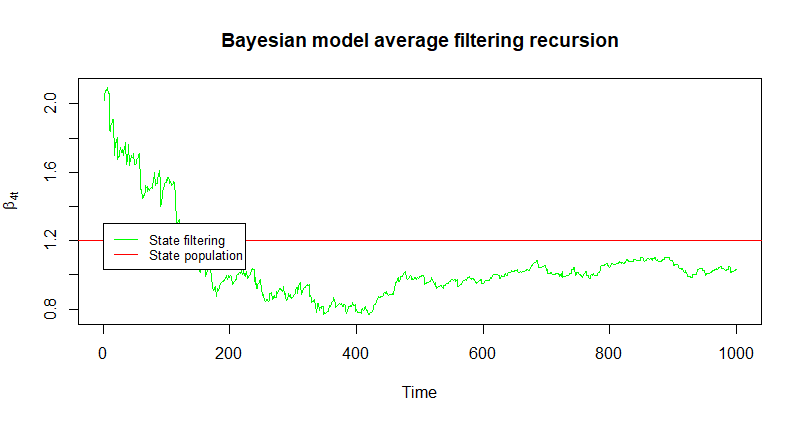 Bayesian model average filtering recursion
β4t
2.0
1.6
1.2
0.8
State filtering
State population
0 200 400 600 800 1000
Time